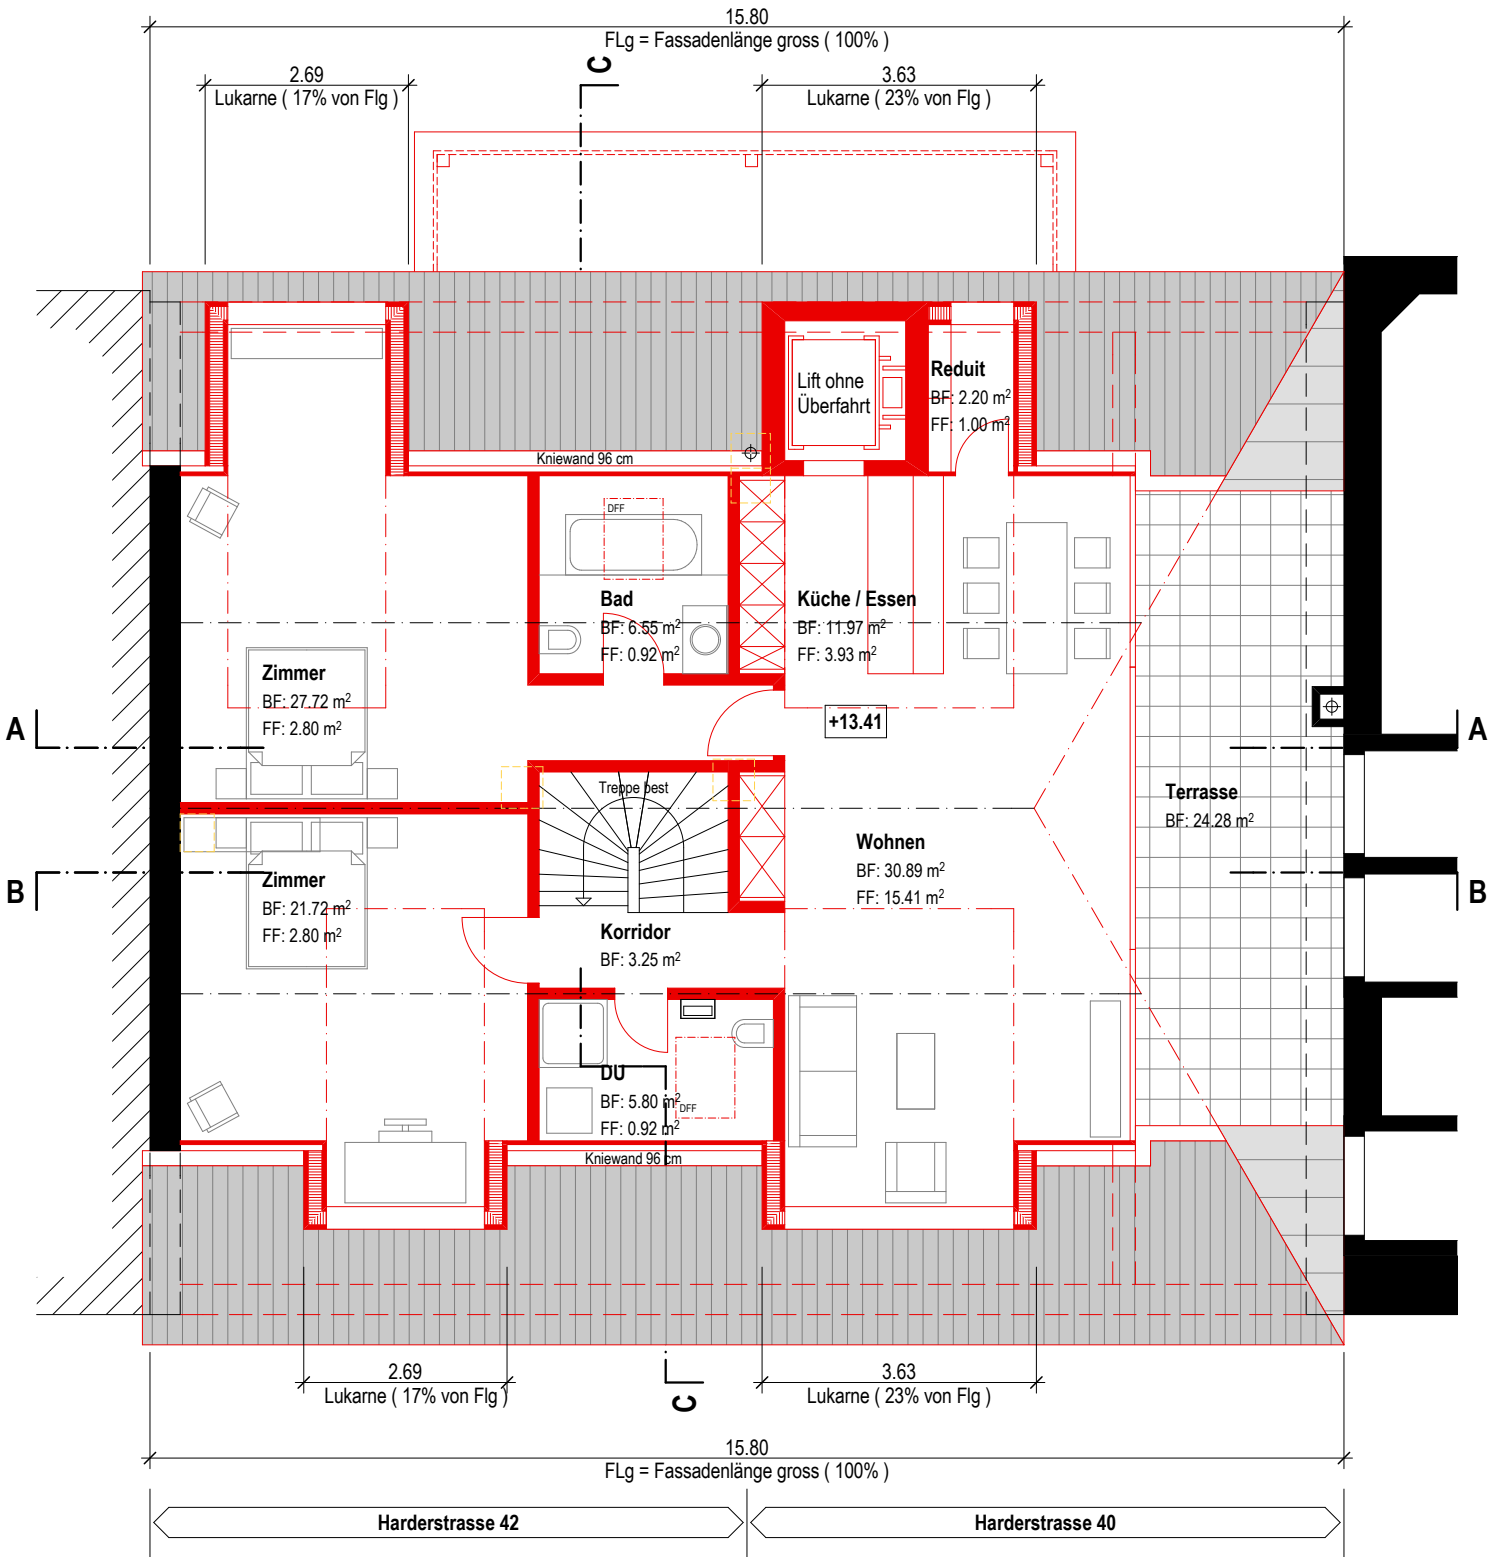 15.80
FLg = Fassadenlänge gross ( 100% )
C
2.69
Lukarne ( 17% von Flg )
3.63
Lukarne ( 23% von Flg )
Lift ohne
Überfahrt
Reduit
BF: 2.20 m²
FF: 1.00 m²
Kniewand 96 cm
DFF
Bad
BF: 6.55 m²
FF: 0.92 m²
Küche / Essen
BF: 11.97 m²
FF: 3.93 m²
Zimmer
BF: 27.72 m²
FF: 2.80 m²
+13.41
A
A
Treppe best
Terrasse
BF: 24.28 m²
Wohnen
BF: 30.89 m²
FF: 15.41 m²
B
B
Zimmer
BF: 21.72 m²
FF: 2.80 m²
Korridor
BF: 3.25 m²
DU
BF: 5.80 m²
FF: 0.92 m²
DFF
Kniewand 96 cm
2.69
Lukarne ( 17% von Flg )
C
3.63
Lukarne ( 23% von Flg )
15.80
FLg = Fassadenlänge gross ( 100% )
Harderstrasse 42
Harderstrasse 40